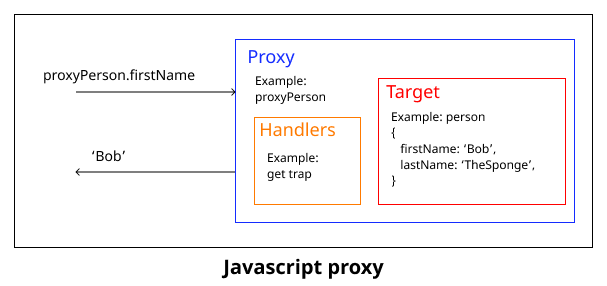 proxyPerson.firstName
‘Bob’
Proxy
Example:
proxyPerson
Handlers
Example:
get trap
Target
Example: person
{
firstName: ‘Bob’,
lastName: ‘TheSponge’,
}
Javascript proxy